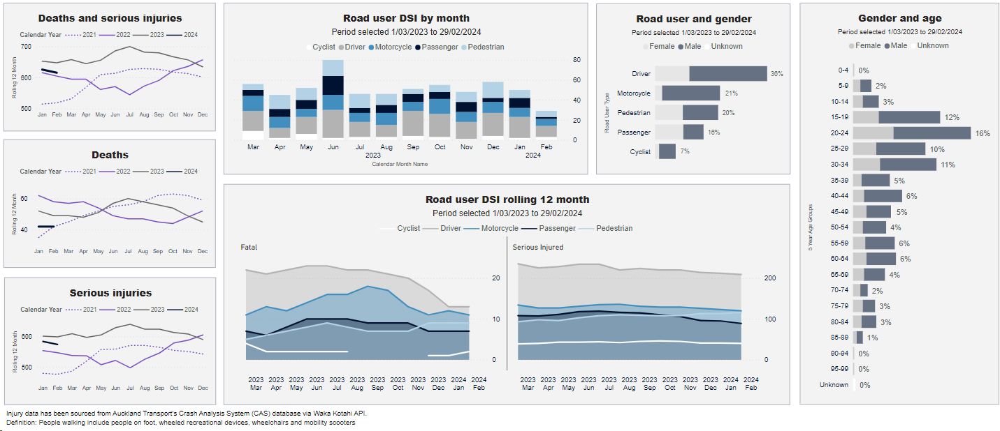 Deaths and serious injuries
Calendar Year 2021 2022 2023 2024
Rolling 12 Month
700
600
500
Jan Feb Mar Apr May Jun Jul Aug Sep Oct Nov Dec
Deaths
Calendar Year 2021 2022 2023 2024
Rolling 12 Month
60
40
Jan Feb Mar Apr May Jun Jul Aug Sep Oct Nov Dec
Serious injuries
Calendar Year 2021 2022 2023 2024
Rolling 12 Month
600
500
Jan Feb Mar Apr May Jun Jul Aug Sep Oct Nov Dec
Road user DSI by month
Period selected 1/03/2023 to 29/02/2024
Cyclist Driver Motorcycle Passenger Pedestrian
80
60
40
20
0
Mar Apr May Jun Jul Aug Sep Oct Nov Dec Jan Feb
2023 2024
Calendar Month Name
Road user and gender
Period selected 1/03/2023 to 29/02/2024
Female Male Unknown
Road User Type
Driver 36%
Motorcycle 21%
Pedestrian 20%
Passenger 16%
Cyclist 7%
Road user DSI rolling 12 month
Period selected 1/03/2023 to 29/02/2024
Cyclist Driver Motorcycle Passenger Pedestrian
Fatal
20
10
0
2023 2023 2023 2023 2023 2023 2023 2023 2023 2023 2024 2024
Mar Apr May Jun Jul Aug Sep Oct Nov Dec Jan Feb
Serious Injured
200
100
0
2023 2023 2023 2023 2023 2023 2023 2023 2023 2023 2024 2024
Mar Apr May Jun Jul Aug Sep Oct Nov Dec Jan Feb
Gender and age
Period selected 1/03/2023 to 29/02/2024
Female Male Unknown
5 Year Age Groups
0-4 0%
5-9 2%
10-14 3%
15-19 12%
20-24 16%
25-29 10%
30-34 11%
35-39 5%
40-44 6%
45-49 5%
50-54 4%
55-59 6%
60-64 6%
65-69 4%
70-74 2%
75-79 3%
80-84 3%
85-89 1%
90-94 0%
95-99 0%
Unknown 0%
Injury data has been sourced from Auckland Transport's Crash Analysis System (CAS) database via Waka Kotahi API.
Definition: People walking include people on foot, wheeled recreational devices, wheelchairs and mobility scooters